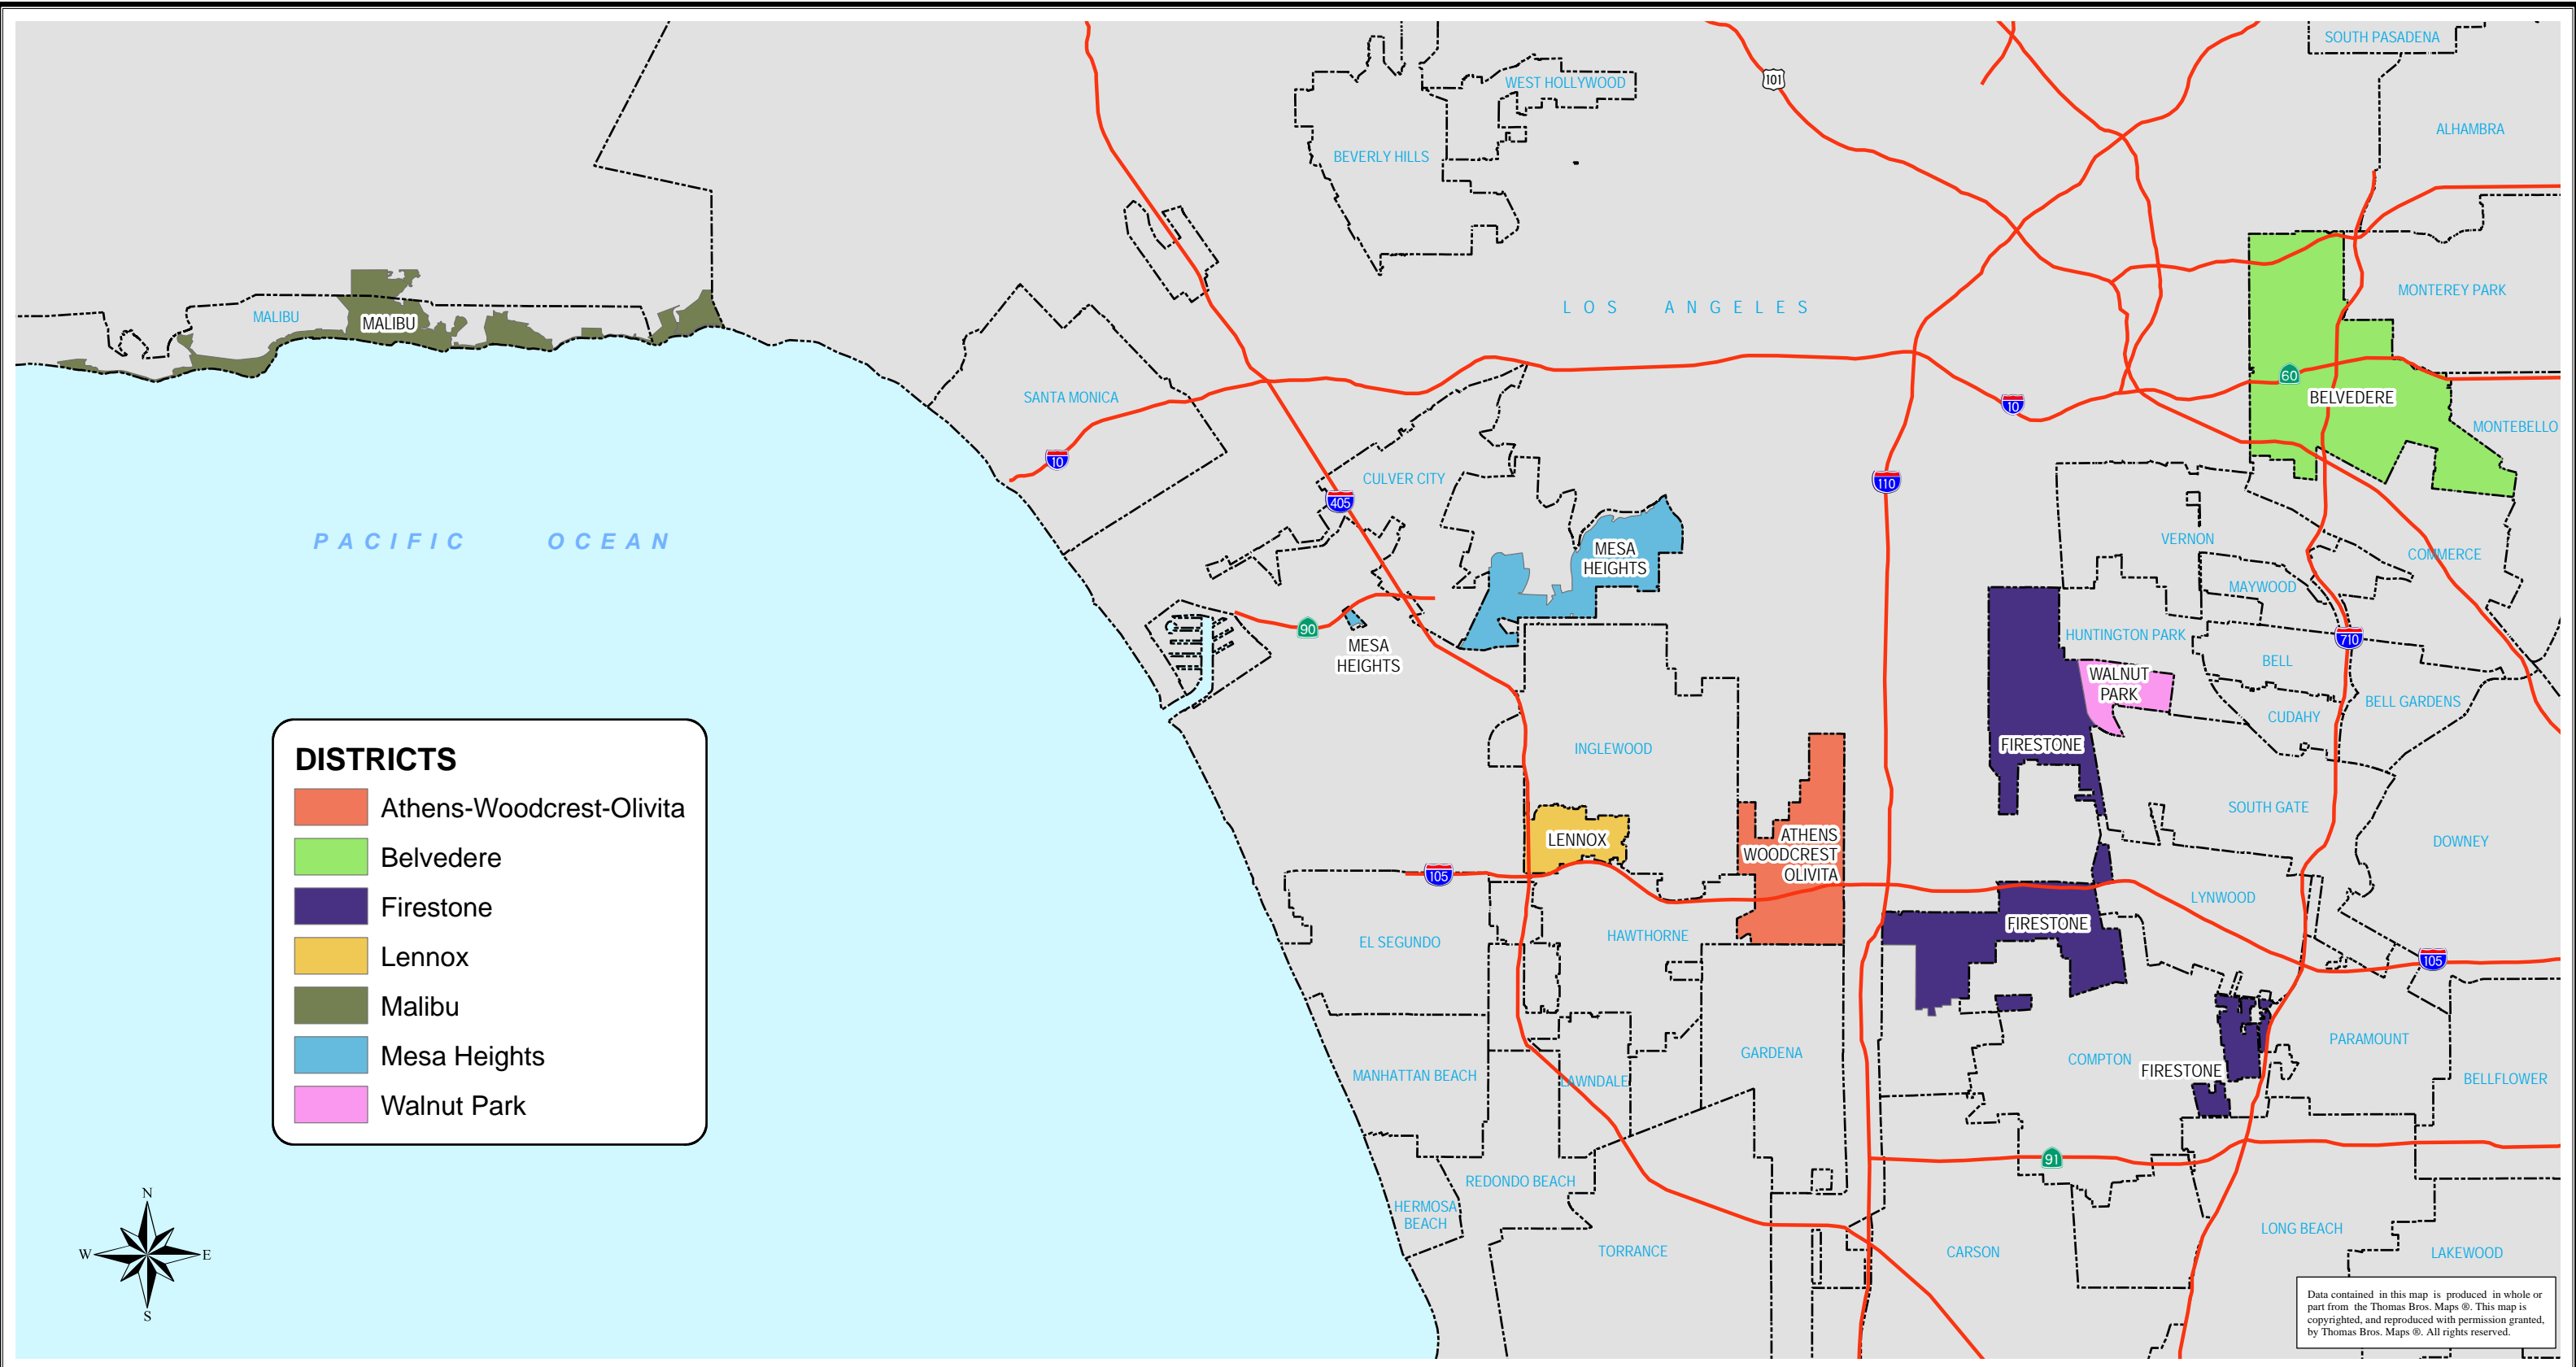 SOUTH PASADENA
WEST HOLLYWOOD
101
ALHAMBRA
BEVERLY HILLS
MONTEREY PARK
LOS ANGELES
MALIBU
MALIBU
60
BELVEDERE
SANTA MONICA
10
MONTEBELLO
10
CULVER CITY
405
110
PACIFIC OCEAN
VERNON
MESA
HEIGHTS
COMMERCE
MAYWOOD
90
HUNTINGTON PARK
710
MESA
HEIGHTS
BELL
WALNUT
PARK
BELL GARDENS
CUDAHY
FIRESTONE
INGLEWOOD
SOUTH GATE
LENNOX
ATHENS
WOODCREST
OLIVITA
DOWNEY
105
LYNWOOD
FIRESTONE
HAWTHORNE
EL SEGUNDO
105
PARAMOUNT
GARDENA
COMPTON
FIRESTONE
MANHATTAN BEACH
LAWNDALE
BELLFLOWER
91
REDONDO BEACH
HERMOSA
BEACH
LONG BEACH
TORRANCE
CARSON
LAKEWOOD
DISTRICTS
Athens-Woodcrest-Olivita
Belvedere
Firestone
Lennox
Malibu
Mesa Heights
Walnut Park
N
W E
S
Data contained in this map is produced in whole or
part from the Thomas Bros. Maps ®. This map is
copyrighted, and reproduced with permission granted,
by Thomas Bros. Maps ®. All rights reserved.